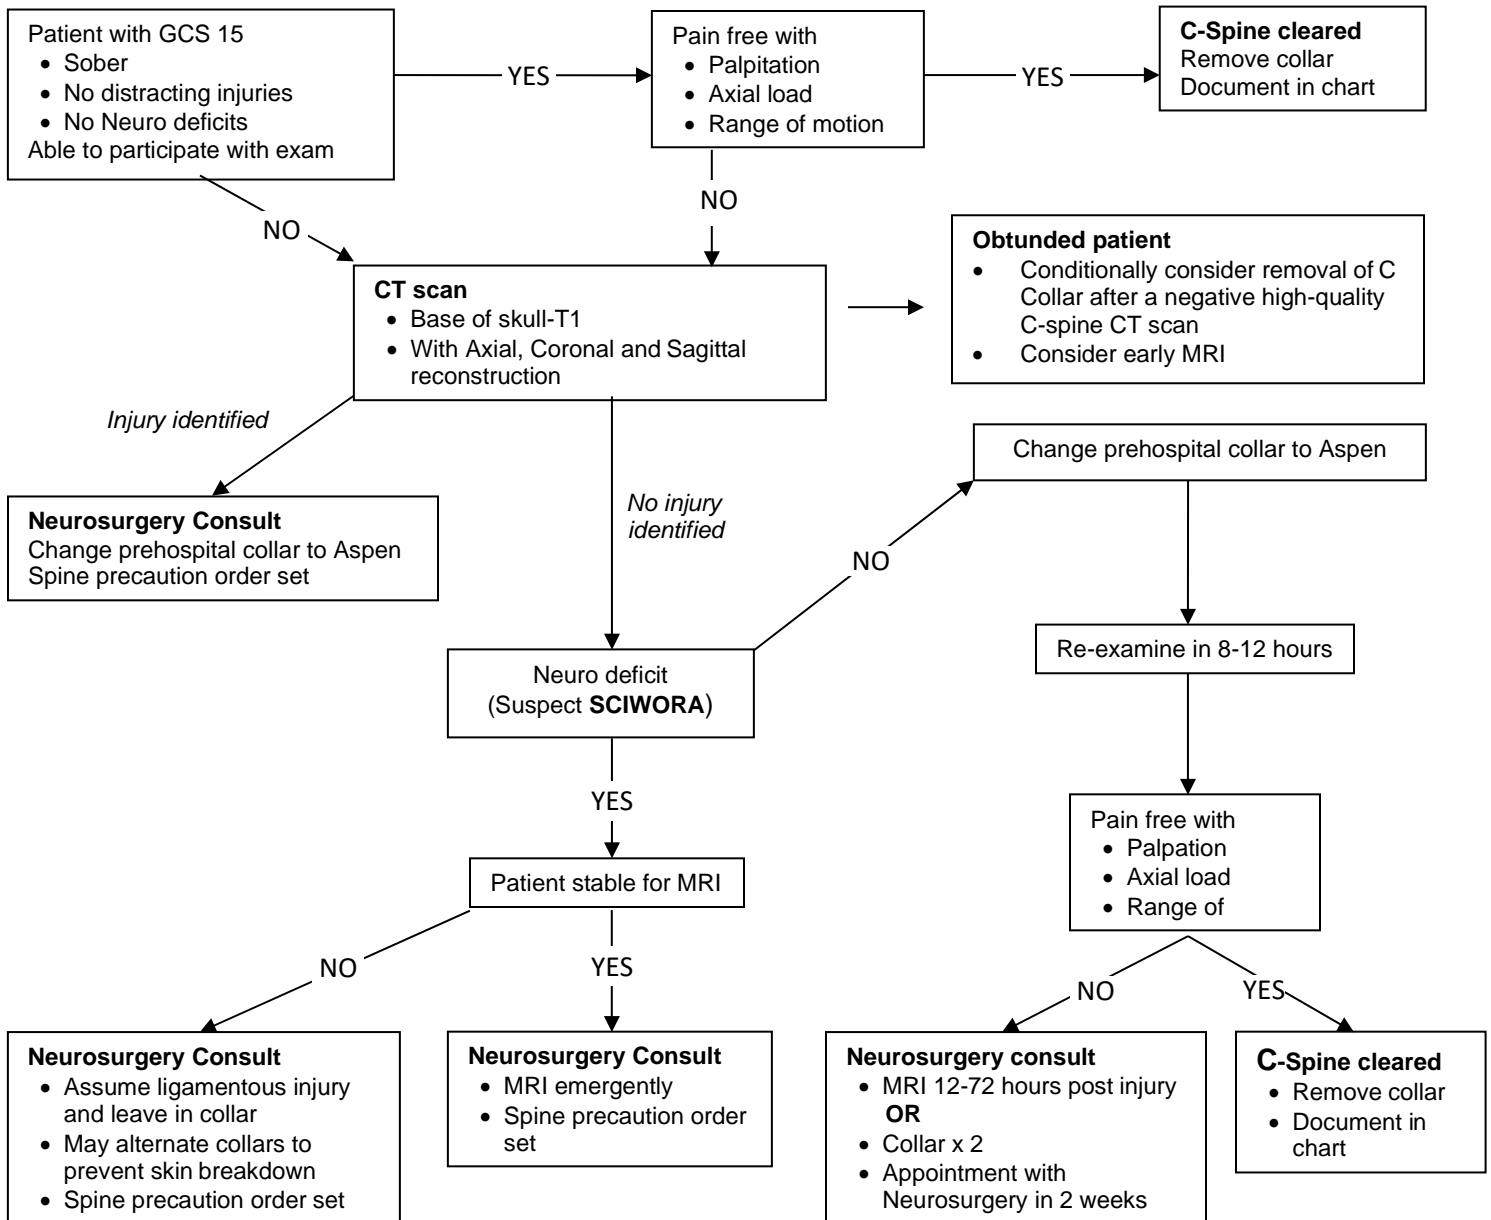 Patient with GCS 15
• Sober
• No distracting injuries
• No Neuro deficits
Able to participate with exam
YES
Pain free with
• Palpitation
• Axial load
• Range of motion
YES
C-Spine cleared
Remove collar
Document in chart
NO
NO
CT scan
• Base of skull-T1
• With Axial, Coronal and Sagittal
reconstruction
Obtunded patient
• Conditionally consider removal of C
Collar after a negative high-quality
C-spine CT scan
• Consider early MRI
Injury identified
Neurosurgery Consult
Change prehospital collar to Aspen
Spine precaution order set
No injury
identified
Neuro deficit
(Suspect SCIWORA)
NO
Change prehospital collar to Aspen
Re-examine in 8-12 hours
Pain free with
• Palpation
• Axial load
• Range of
YES
Patient stable for MRI
NO
YES
NO
YES
Neurosurgery Consult
• Assume ligamentous injury
and leave in collar
• May alternate collars to
prevent skin breakdown
• Spine precaution order set
Neurosurgery Consult
• MRI emergently
• Spine precaution order
set
Neurosurgery consult
• MRI 12-72 hours post injury
OR
• Collar x 2
• Appointment with
Neurosurgery in 2 weeks
C-Spine cleared
• Remove collar
• Document in
chart